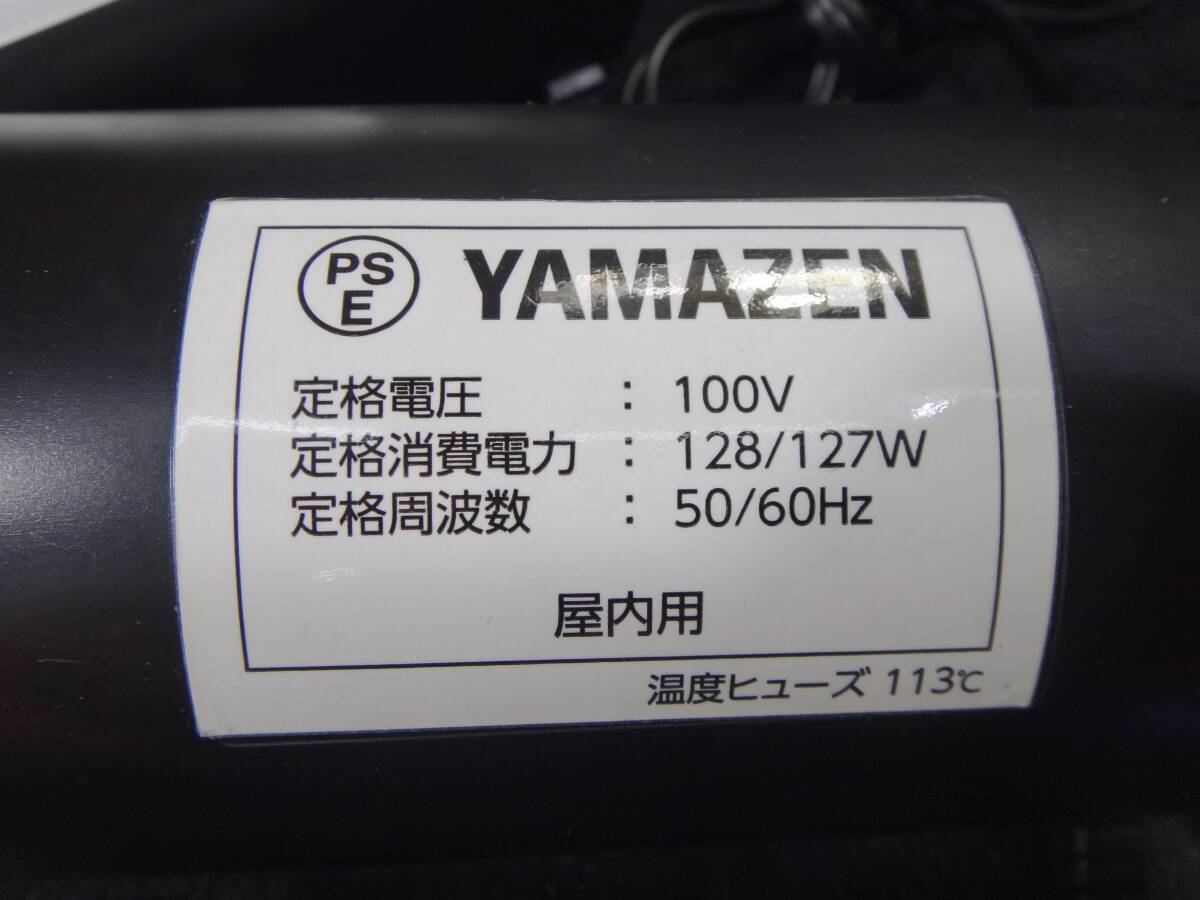 PS
E
YAMAZEN
定格電圧 : 100V
定格消費電力 : 128/127W
定格周波数 : 50/60Hz
屋内用
温度ヒューズ 113℃